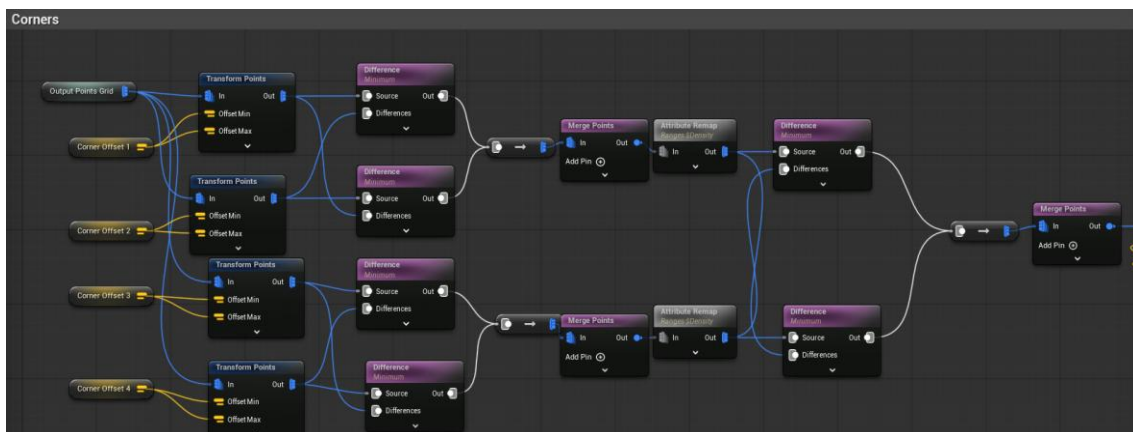 Corners
Output Points Grid
Corner Offset 1
Corner Offset 2
Corner Offset 3
Corner Offset 4
Transform Points
In Out
Offset Min
Offset Max
Transform Points
In Out
Offset Min
Offset Max
Transform Points
In Out
Offset Min
Offset Max
Transform Points
In Out
Offset Min
Offset Max
Difference
Minimum
Source Out
Differences
Difference
Minimum
Source Out
Differences
Difference
Minimum
Source Out
Differences
Difference
Minimum
Source Out
Differences
Merge Points
In Out
Add Pin
Merge Points
In Out
Add Pin
Attribute Remap
Ranges $Density
In Out
Attribute Remap
Ranges $Density
In Out
Difference
Minimum
Source Out
Differences
Difference
Minimum
Source Out
Differences
Merge Points
In Out
Add Pin